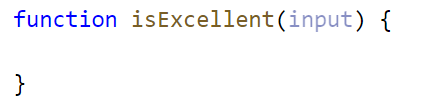 function isExcellent(input) {
}